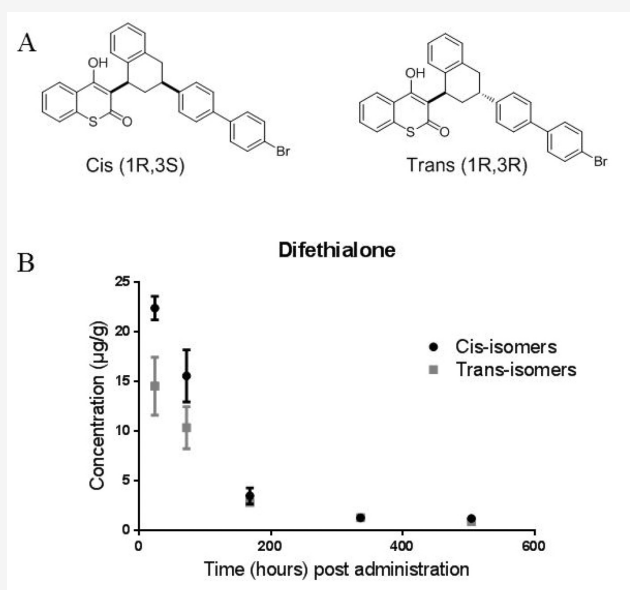 A
OH
S
O
Br
Cis (1R,3S)
OH
S
O
Br
Trans (1R,3R)
B
Difethialone
Concentration (µg/g)
25
20
15
10
5
0
0
200
400
600
Time (hours) post administration
Cis-isomers
Trans-isomers